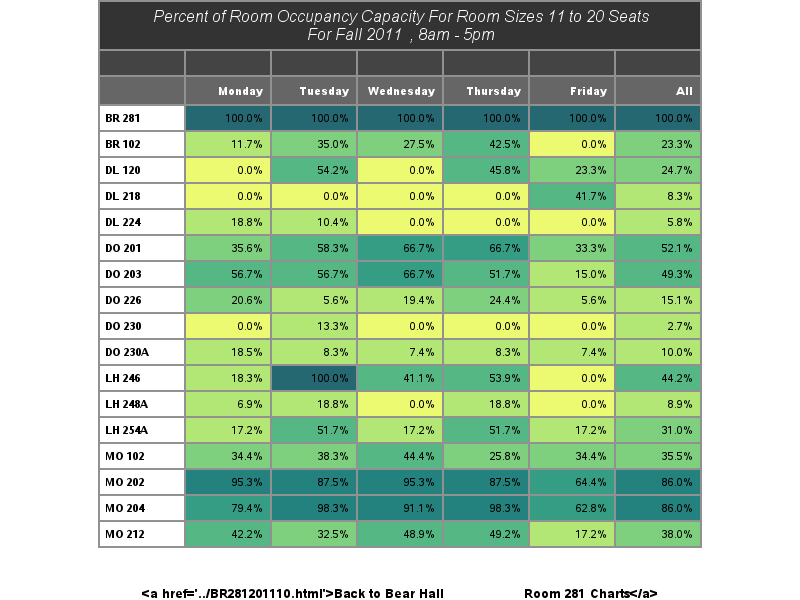 Percent of Room Occupancy Capacity For Room Sizes 11 to 20 Seats
For Fall 2011 , 8am - 5pm
Monday Tuesday Wednesday Thursday Friday All
BR 281 100.0% 100.0% 100.0% 100.0% 100.0% 100.0%
BR 102 11.7% 35.0% 27.5% 42.5% 0.0% 23.3%
DL 120 0.0% 54.2% 0.0% 45.8% 23.3% 24.7%
DL 218 0.0% 0.0% 0.0% 0.0% 41.7% 8.3%
DL 224 18.8% 10.4% 0.0% 0.0% 0.0% 5.8%
DO 201 35.6% 58.3% 66.7% 66.7% 33.3% 52.1%
DO 203 56.7% 56.7% 66.7% 51.7% 15.0% 49.3%
DO 226 20.6% 5.6% 19.4% 24.4% 5.6% 15.1%
DO 230 0.0% 13.3% 0.0% 0.0% 0.0% 2.7%
DO 230A 18.5% 8.3% 7.4% 8.3% 7.4% 10.0%
LH 246 18.3% 100.0% 41.1% 53.9% 0.0% 44.2%
LH 248A 6.9% 18.8% 0.0% 18.8% 0.0% 8.9%
LH 254A 17.2% 51.7% 17.2% 51.7% 17.2% 31.0%
MO 102 34.4% 38.3% 44.4% 25.8% 34.4% 35.5%
MO 202 95.3% 87.5% 95.3% 87.5% 64.4% 86.0%
MO 204 79.4% 98.3% 91.1% 98.3% 62.8% 86.0%
MO 212 42.2% 32.5% 48.9% 49.2% 17.2% 38.0%
<a href='../BR281201110.html'>Back to Bear Hall Room 281 Charts</a>